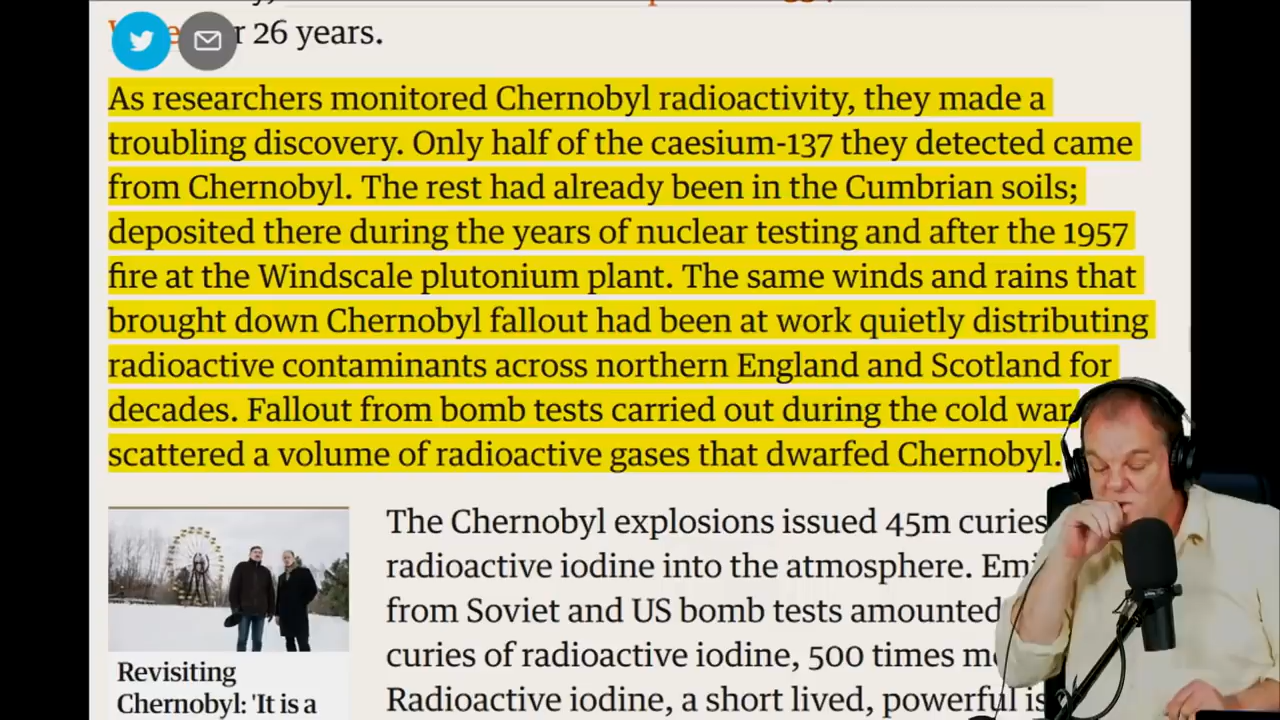 r 26 years.
As researchers monitored Chernobyl radioactivity, they made a
troubling discovery. Only half of the caesium-137 they detected came
from Chernobyl. The rest had already been in the Cumbrian soils;
deposited there during the years of nuclear testing and after the 1957
fire at the Windscale plutonium plant. The same winds and rains that
brought down Chernobyl fallout had been at work quietly distributing
radioactive contaminants across northern England and Scotland for
decades. Fallout from bomb tests carried out during the cold war
scattered a volume of radioactive gases that dwarfed Chernobyl.
The Chernobyl explosions issued 45m curies
radioactive iodine into the atmosphere.
from Soviet and US bomb tests amounted
curies of radioactive iodine, 500 times
Radioactive iodine, a short lived, powerful
Revisiting
Chernobyl: 'It is a